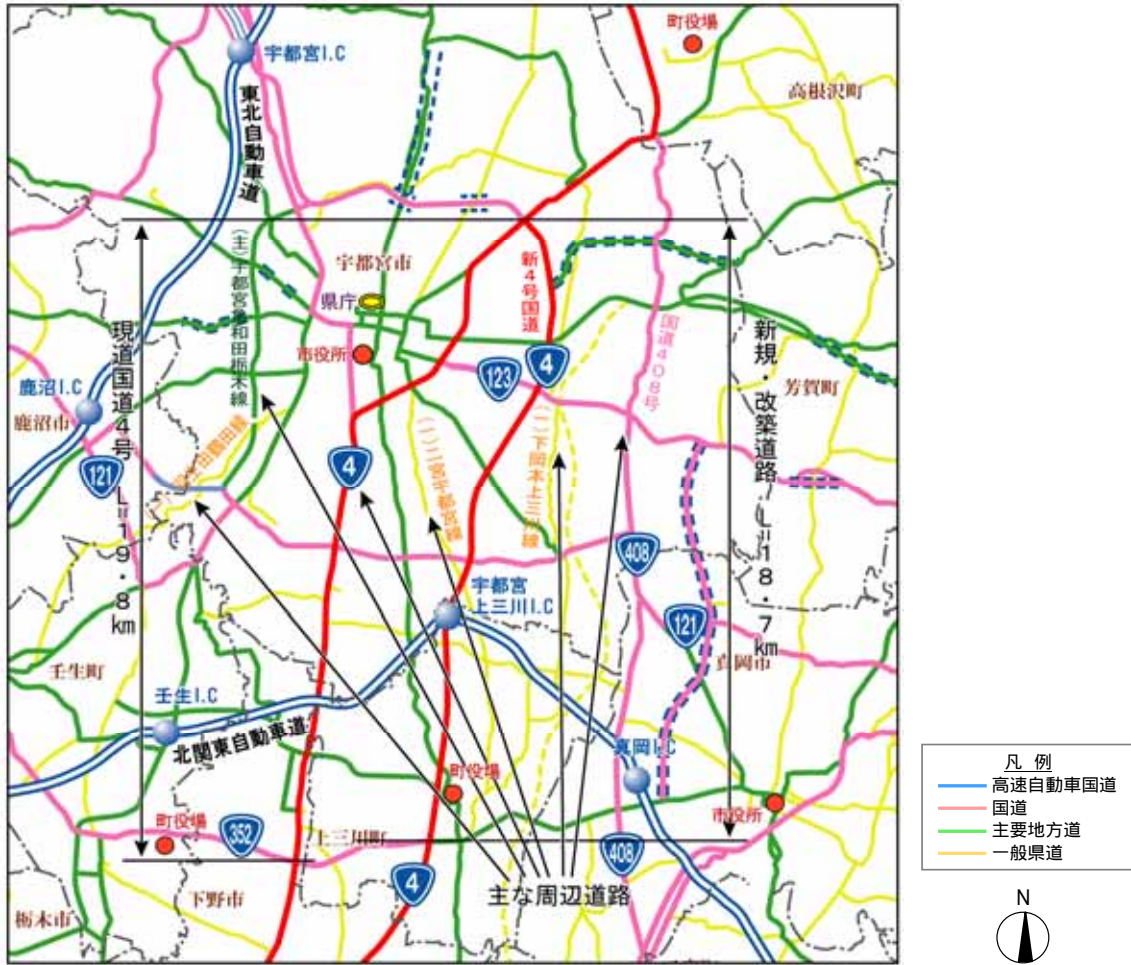 町役場
宇都宮I.C
高根沢町
東北自動車道
(主)宇都宮亀和田栃木線
宇都宮市
新4号国道
県庁
国道408号
現道国道4号 L=19.8km
新規・改築道路 L=18.7km
市役所
4
123
芳賀町
鹿沼I.C
鹿沼市
(一)下岡本上三川線
121
4
408
宇都宮
上三川I.C
121
真岡市
壬生町
壬生I.C
北関東自動車道
真岡I.C
町役場
市役所
町役場
352
上三川町
408
4
主な周辺道路
下野市
栃木市
凡 例
高速自動車国道
国道
主要地方道
一般県道
N